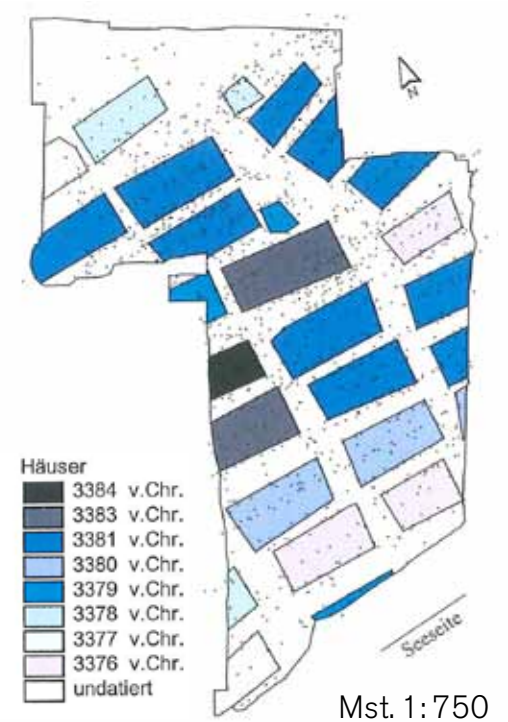 N
Häuser
3384 v.Chr.
3383 v.Chr.
3381 v.Chr.
3380 v.Chr.
3379 v.Chr.
3378 v.Chr.
3377 v.Chr.
3376 v.Chr.
undatiert
Seeseite
Mst. 1:750